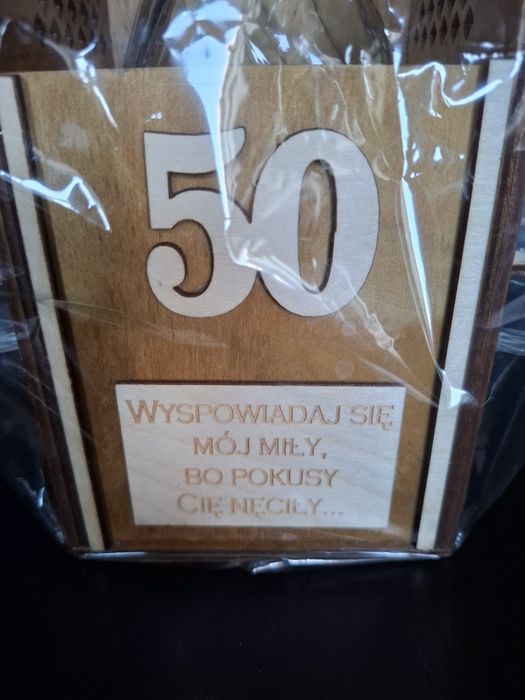 50
WYSPOWIADAJ SIĘ
MÓJ MIŁY,
BO POKUSY
CIĘ NĘCIŁY...